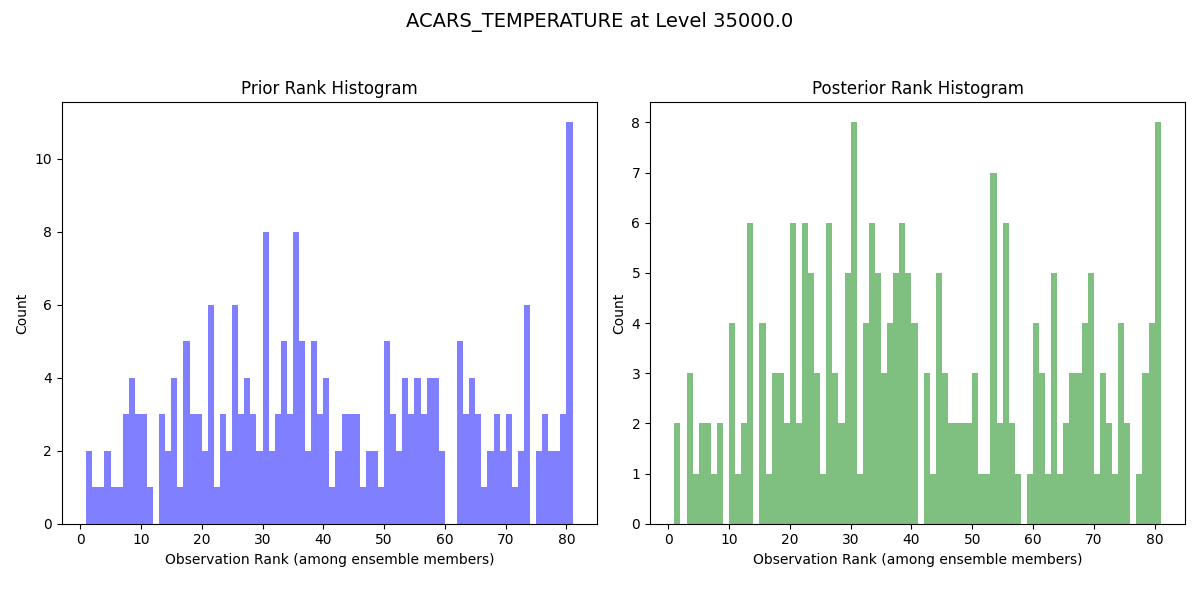 ACARS_TEMPERATURE at Level 35000.0
Prior Rank Histogram
Count
10
8
6
4
2
0
0 10 20 30 40 50 60 70 80
Observation Rank (among ensemble members)
Posterior Rank Histogram
Count
8
7
6
5
4
3
2
1
0
0 10 20 30 40 50 60 70 80
Observation Rank (among ensemble members)